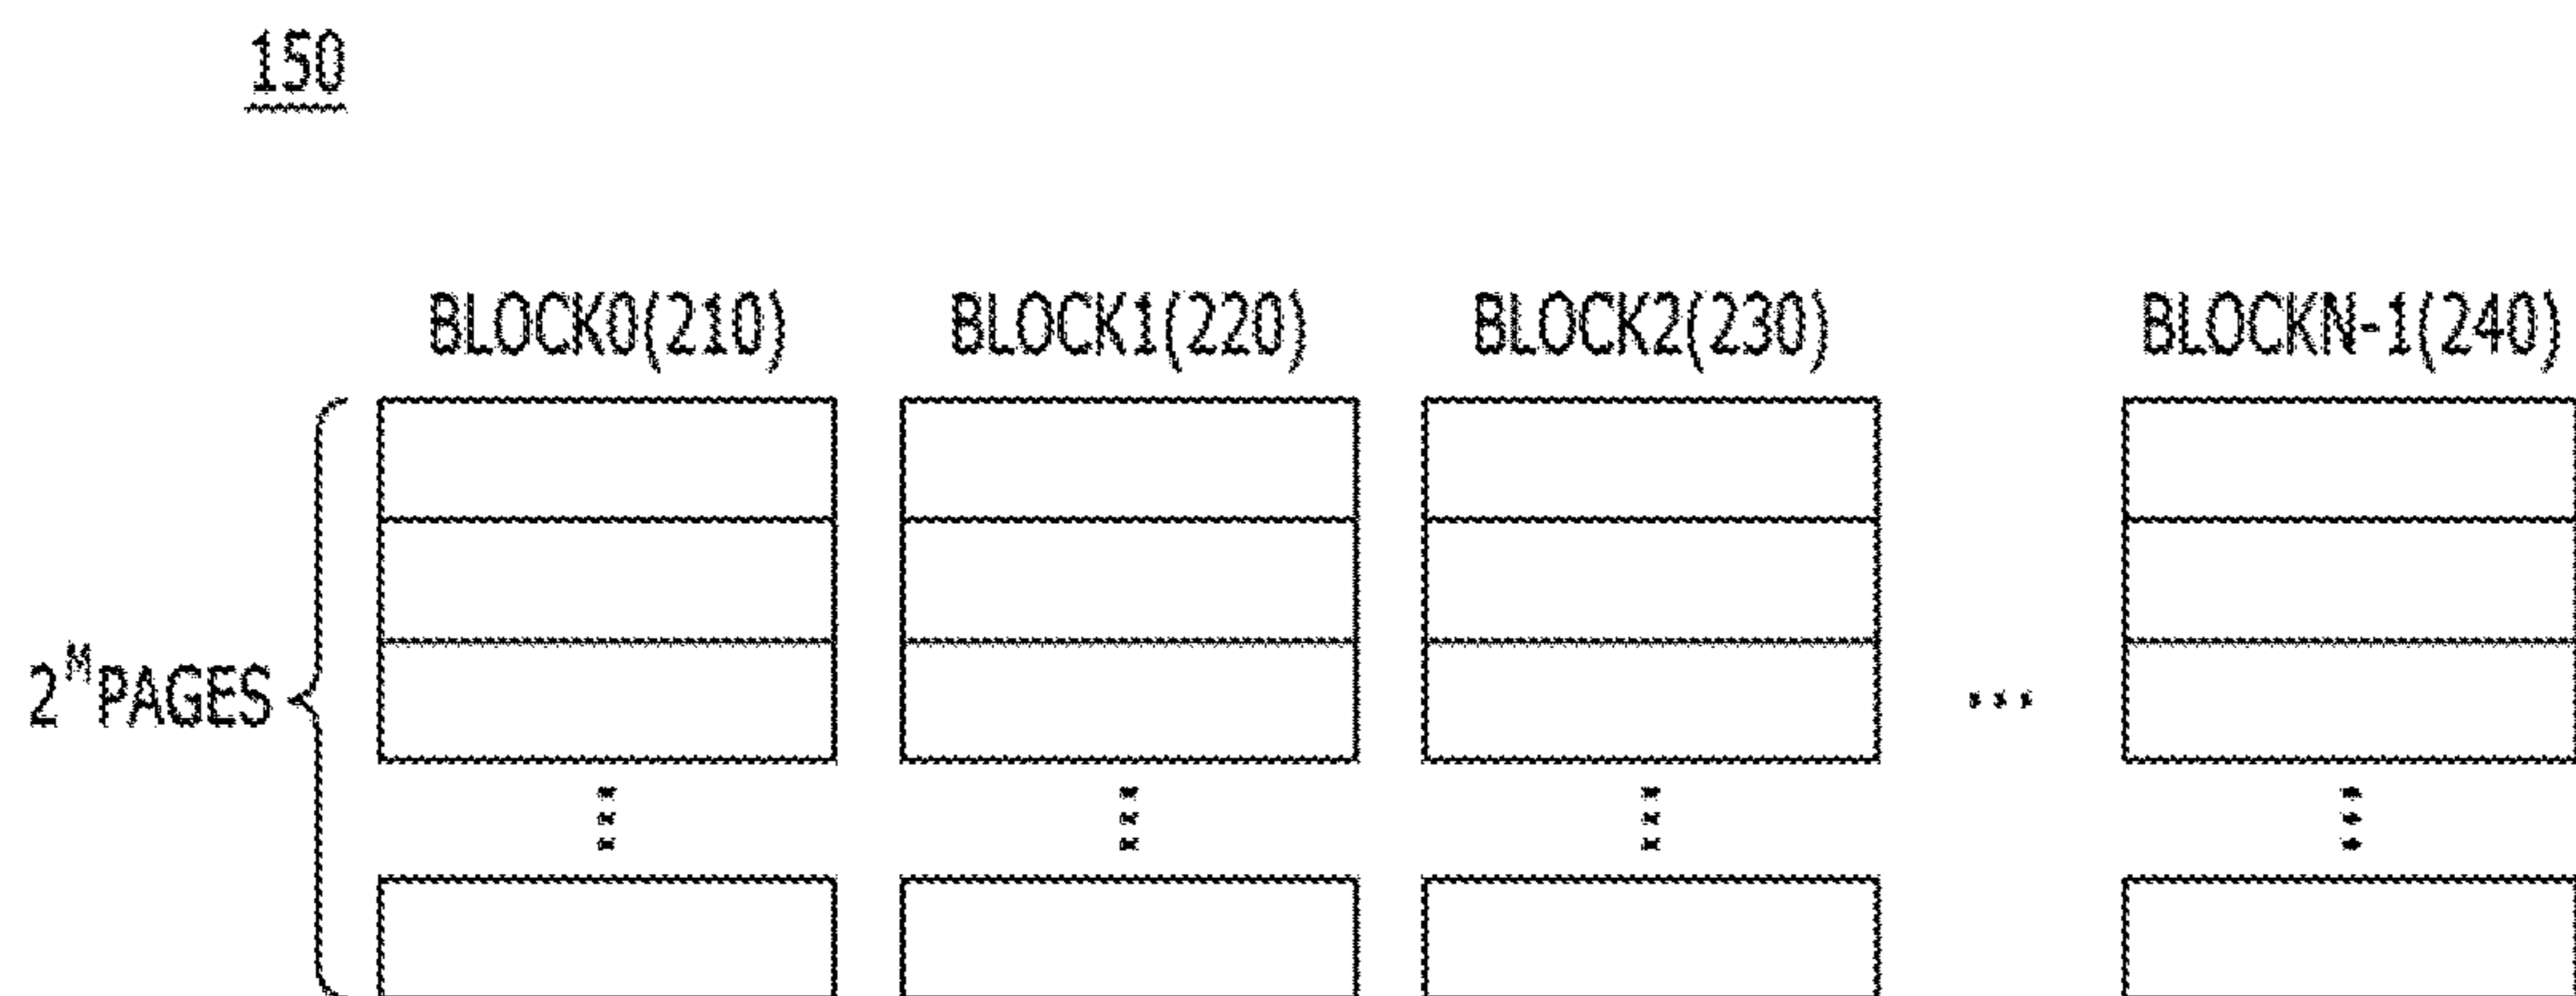 150
BLOCK0(210) BLOCK1(220) BLOCK2(230) BLOCKN-1(240)
2^M PAGES
...